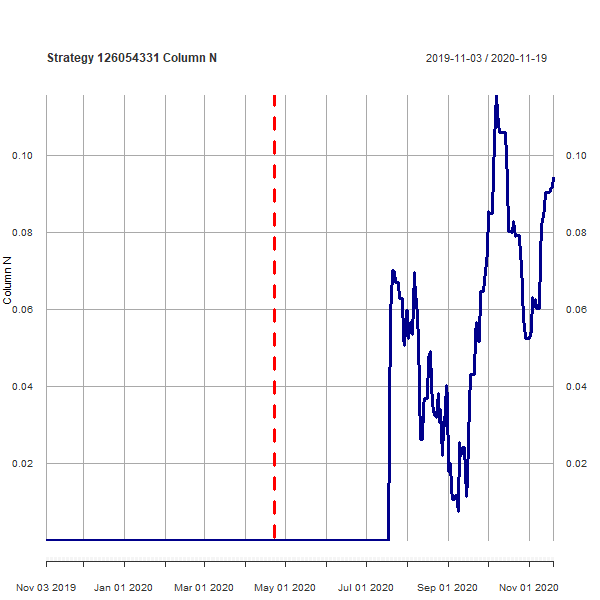 Strategy 126054331 Column N
2019-11-03 / 2020-11-19
0.10
0.10
0.08
0.08
Column N
0.06
0.06
0.04
0.04
0.02
0.02
Nov 03 2019
Jan 01 2020
Mar 01 2020
May 01 2020
Jul 01 2020
Sep 01 2020
Nov 01 2020